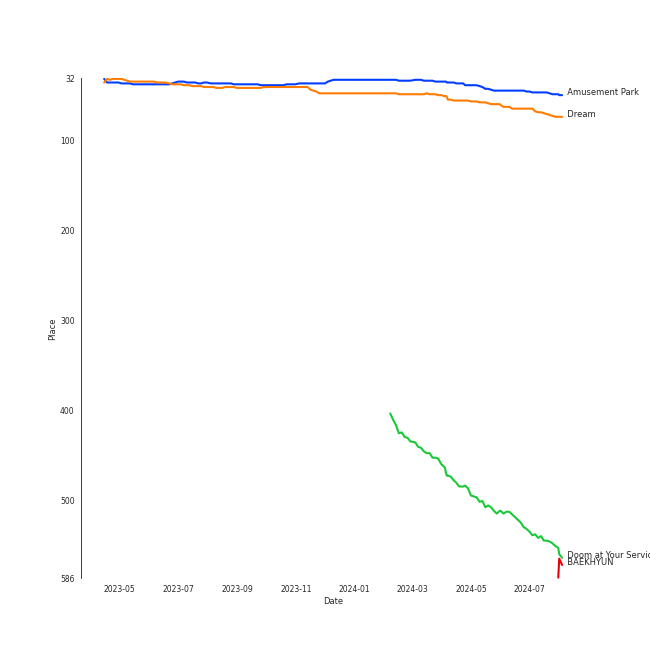 32
Amusement Park
Dream
100
200
300
Place
400
500
Doom at Your Servic
BAEKHYUN
586
2023-05 2023-07 2023-09 2023-11 2024-01 2024-03 2024-05 2024-07
Date